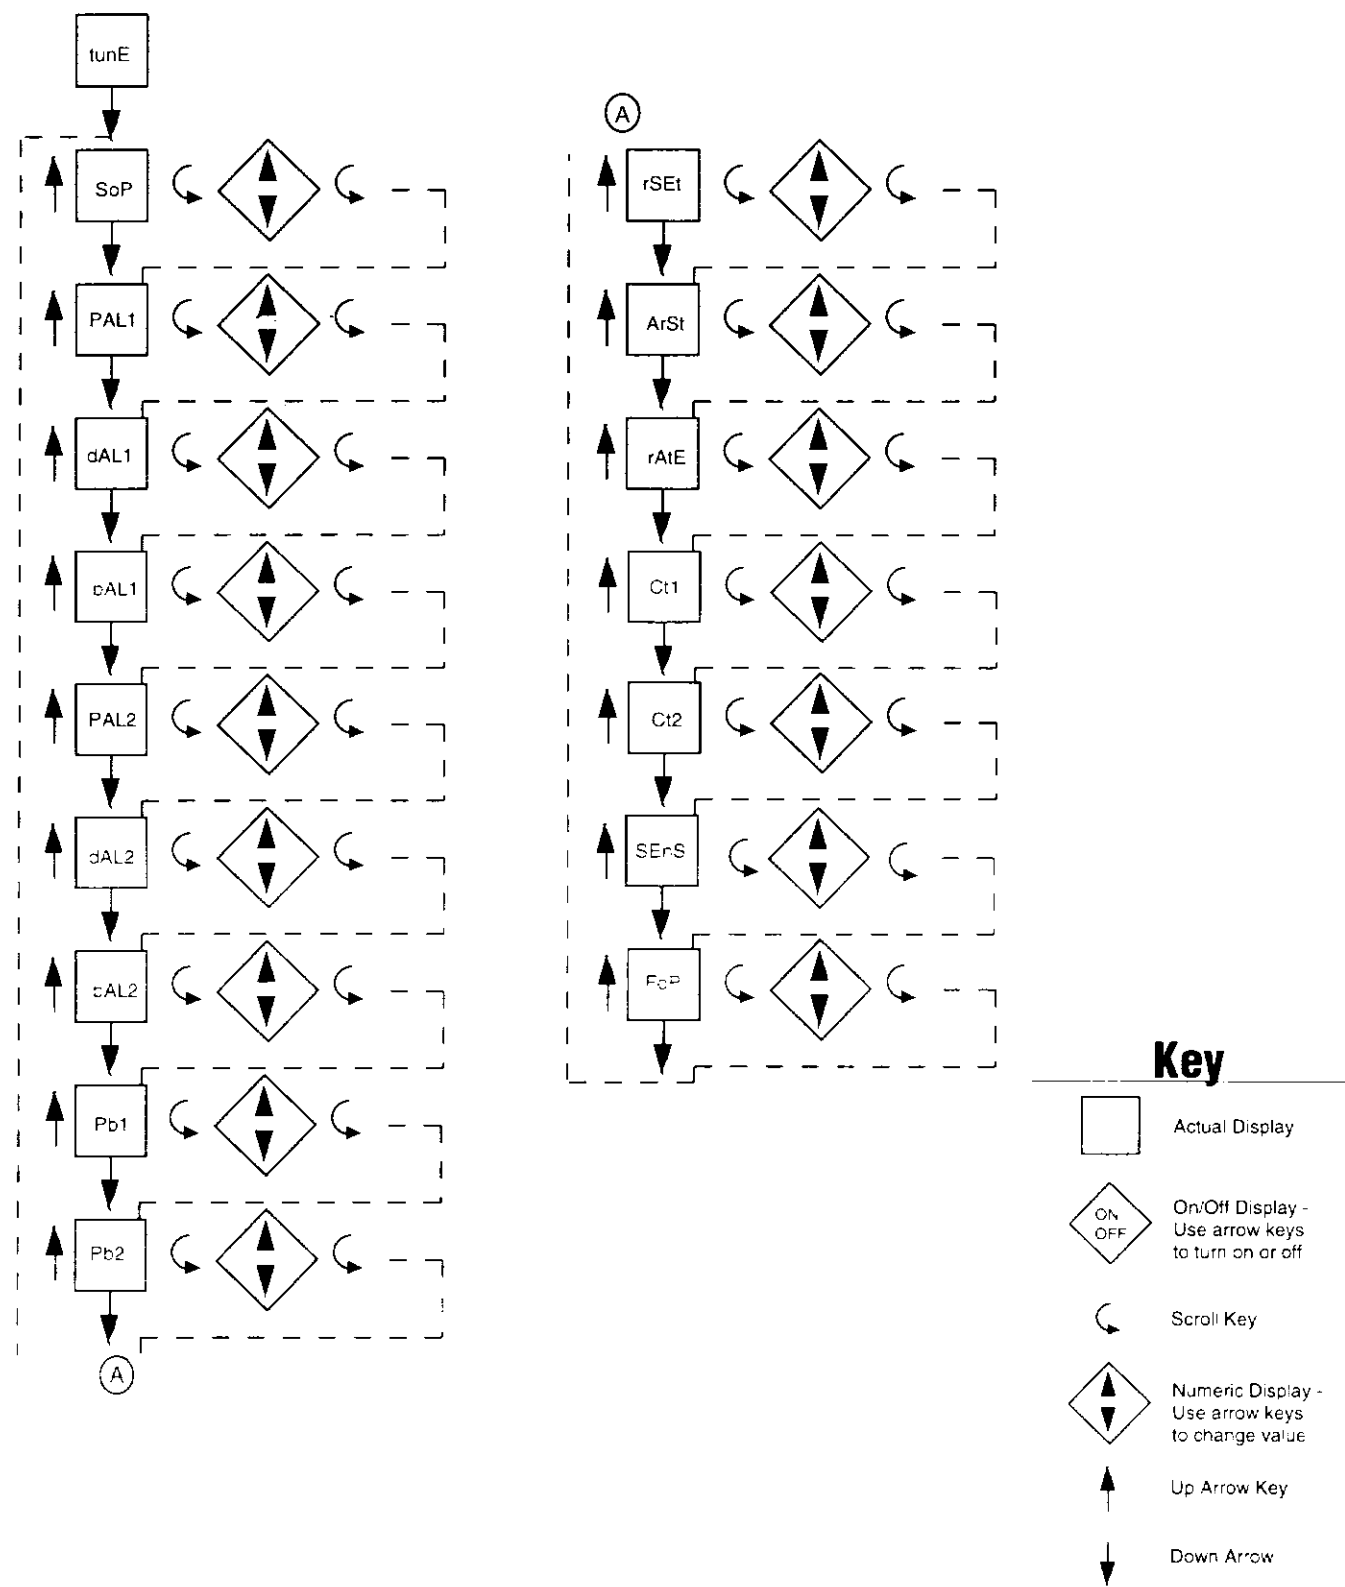 tunE
SoP
PAL1
dAL1
PAL2
dAL2
Pb1
Pb2
A
A
rSEt
ArSt
rAtE
Ct1
Ct2
SEnS
Key
Actual Display
ON
OFF
On/Off Display -
Use arrow keys
to turn on or off
Scroll Key
Numeric Display -
Use arrow keys
to change value
Up Arrow Key
Down Arrow